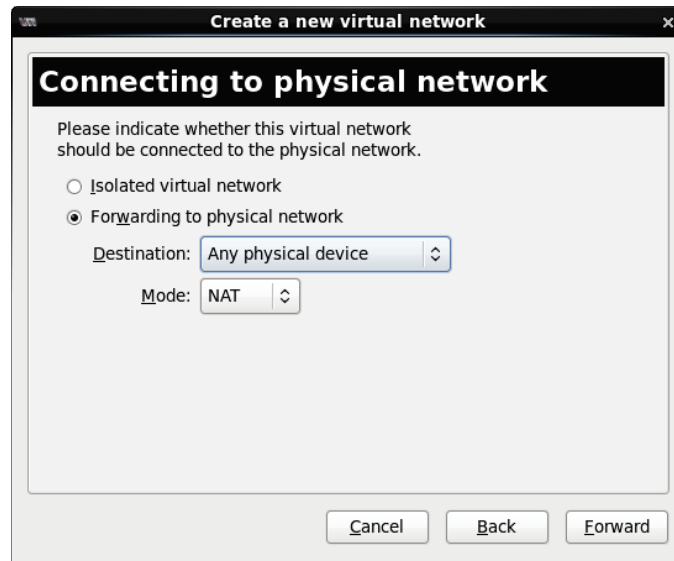 Create a new virtual network
Connecting to physical network
Please indicate whether this virtual network
should be connected to the physical network.
Isolated virtual network
Forwarding to physical network
Destination: Any physical device
Mode: NAT
Cancel Back Forward